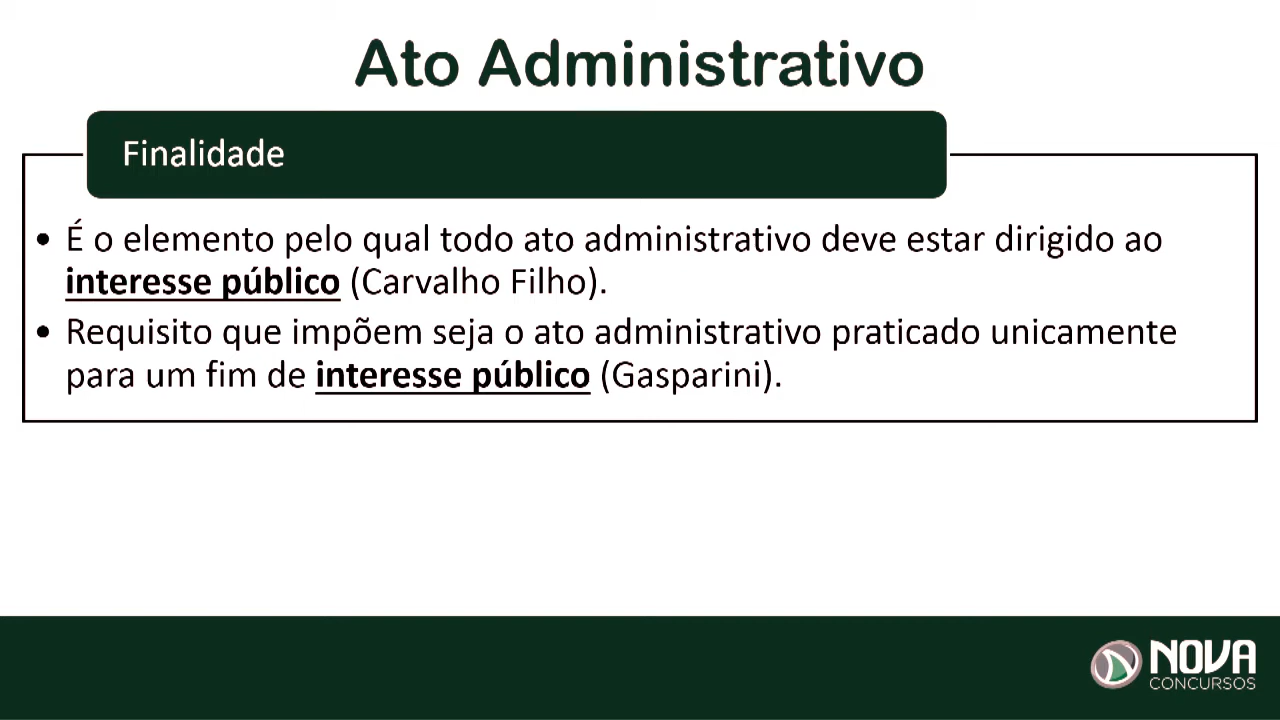 Ato Administrativo
Finalidade
• É o elemento pelo qual todo ato administrativo deve estar dirigido ao
interesse público (Carvalho Filho).
• Requisito que impõem seja o ato administrativo praticado unicamente
para um fim de interesse público (Gasparini).
NOVA
CONCURSOS